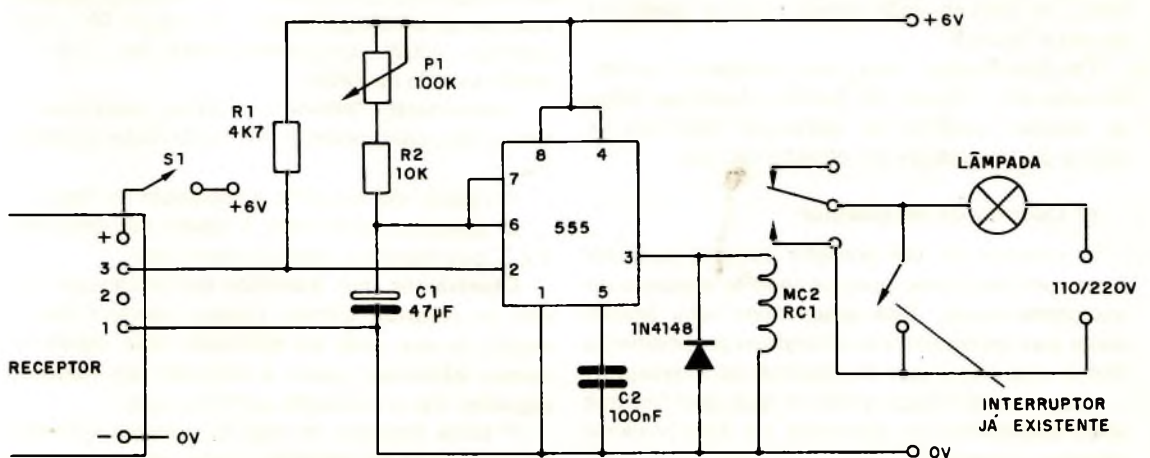 +6V
P1
100K
R1
4K7
R2
10K
S1
+6V
8 4
7
6
555
3
2
1 5
LÂMPADA
+
3
2
1
C1
47µF
1N4148
MC2
RC1
110/220V
RECEPTOR
C2
100nF
INTERRUPTOR
JÁ EXISTENTE
- 0V
0V